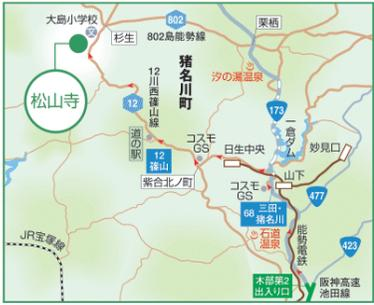 大島小学校
文
杉生
802
802島能勢線
栗栖
松山寺
猪名川町
汐の湯温泉
12川西篠山線
12
173
一倉ダム
道の駅
コスモGS
日生中央
妙見口
12
篠山
紫合北ノ町
コスモGS
山下
68 三田・
猪名川
477
能勢電鉄
石道
温泉
423
JR宝塚線
木部第2
出入り口
阪神高速
池田線